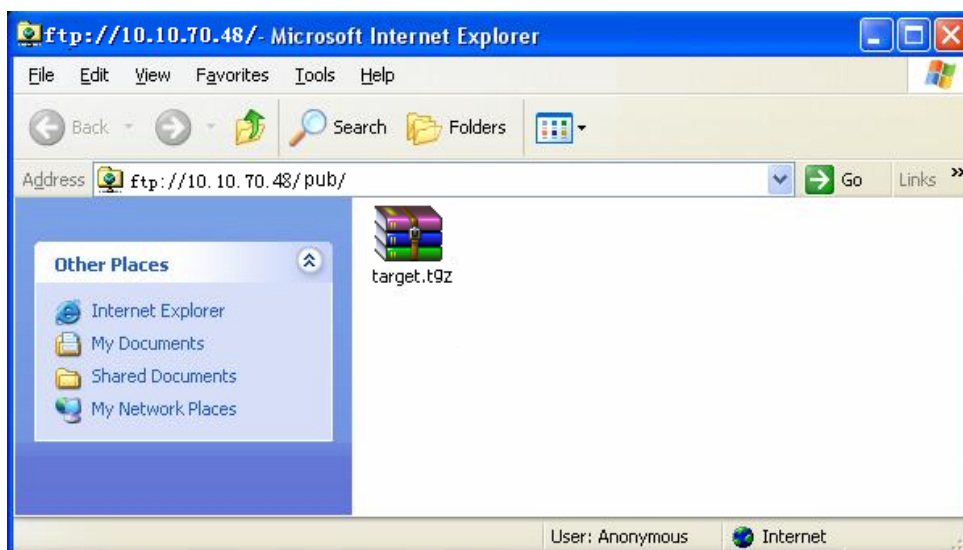 ftp://10.10.70.48/- Microsoft Internet Explorer
File Edit View Favorites Tools Help
Back Search Folders
Address ftp://10.10.70.48/pub/ Go Links »
Other Places
Internet Explorer
My Documents
Shared Documents
My Network Places
target.tgz
User: Anonymous Internet